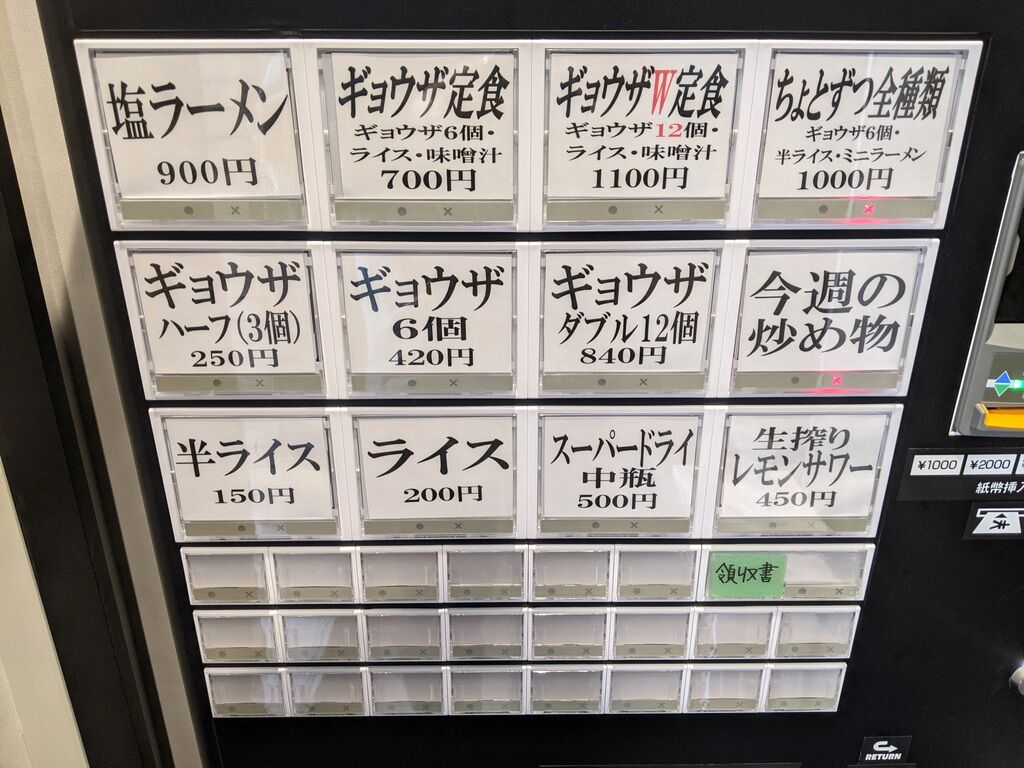 塩ラーメン
900円
ギョウザ定食
ギョウザ6個・
ライス・味噌汁
700円
ギョウザW定食
ギョウザ12個・
ライス・味噌汁
1100円
ちょとずつ全種類
ギョウザ6個・
半ライス・ミニラーメン
1000円
ギョウザ
ハーフ(3個)
250円
ギョウザ
6個
420円
ギョウザ
ダブル12個
840円
今週の
炒め物
半ライス
150円
ライス
200円
スーパードライ
中瓶
500円
生搾り
レモンサワー
450円
領収書
¥1000 ¥2000
紙幣挿入
RETURN